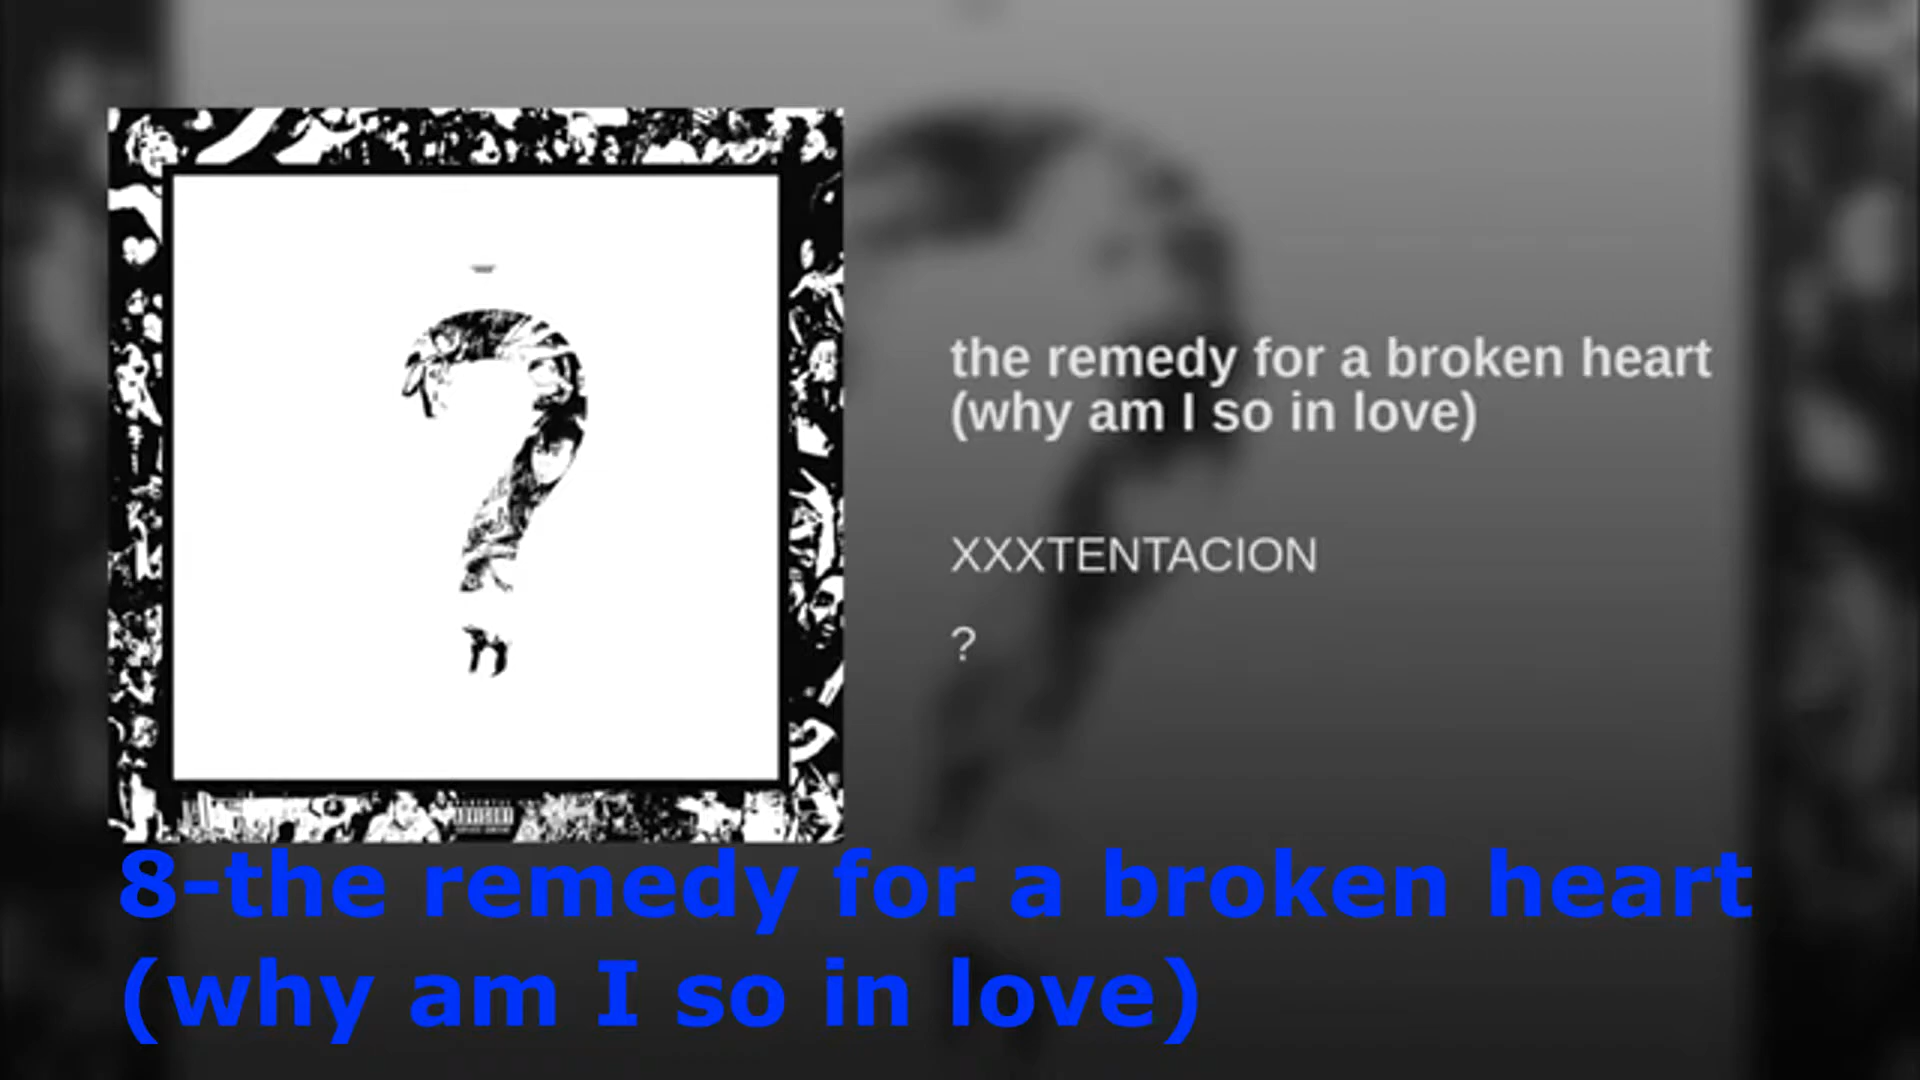 the remedy for a broken heart
(why am I so in love)
XXXTENTACION
?
8-the remedy for a broken heart
(why am I so in love)